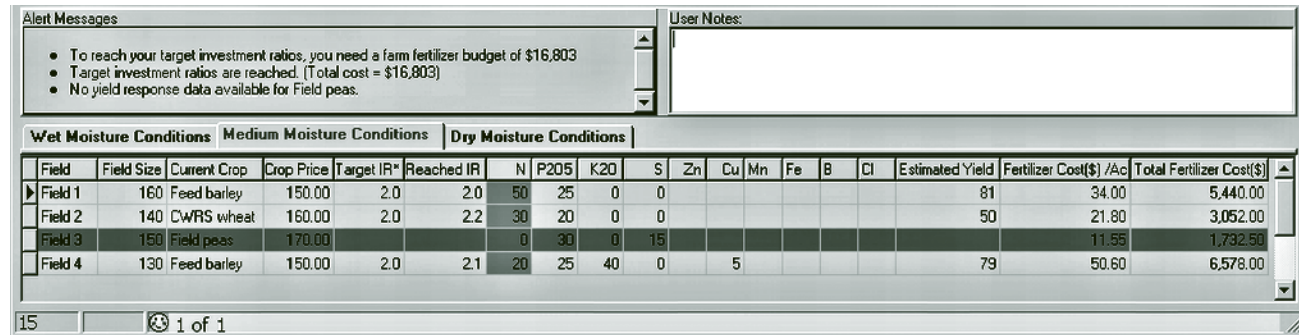 Alert Messages
User Notes:
To reach your target investment ratios, you need a farm fertilizer budget of $16,803
Target investment ratios are reached. (Total cost = $16,803)
No yield response data available for Field peas.
Wet Moisture Conditions Medium Moisture Conditions Dry Moisture Conditions
Field Field Size Current Crop Crop Price Target IR* Reached IR N P2O5 K2O S Zn Cu Mn Fe B Cl Estimated Yield Fertilizer Cost($) /Ac Total Fertilizer Cost($)
Field 1 160 Feed barley 150.00 2.0 2.0 50 25 0 0 81 34.00 5,440.00
Field 2 140 CWRS wheat 160.00 2.0 2.2 30 20 0 0 50 21.80 3,052.00
Field 3 150 Field peas 170.00 0 30 0 15 11.55 1,732.50
Field 4 130 Feed barley 150.00 2.0 2.1 20 25 40 0 5 79 50.60 6,578.00
15 1 of 1